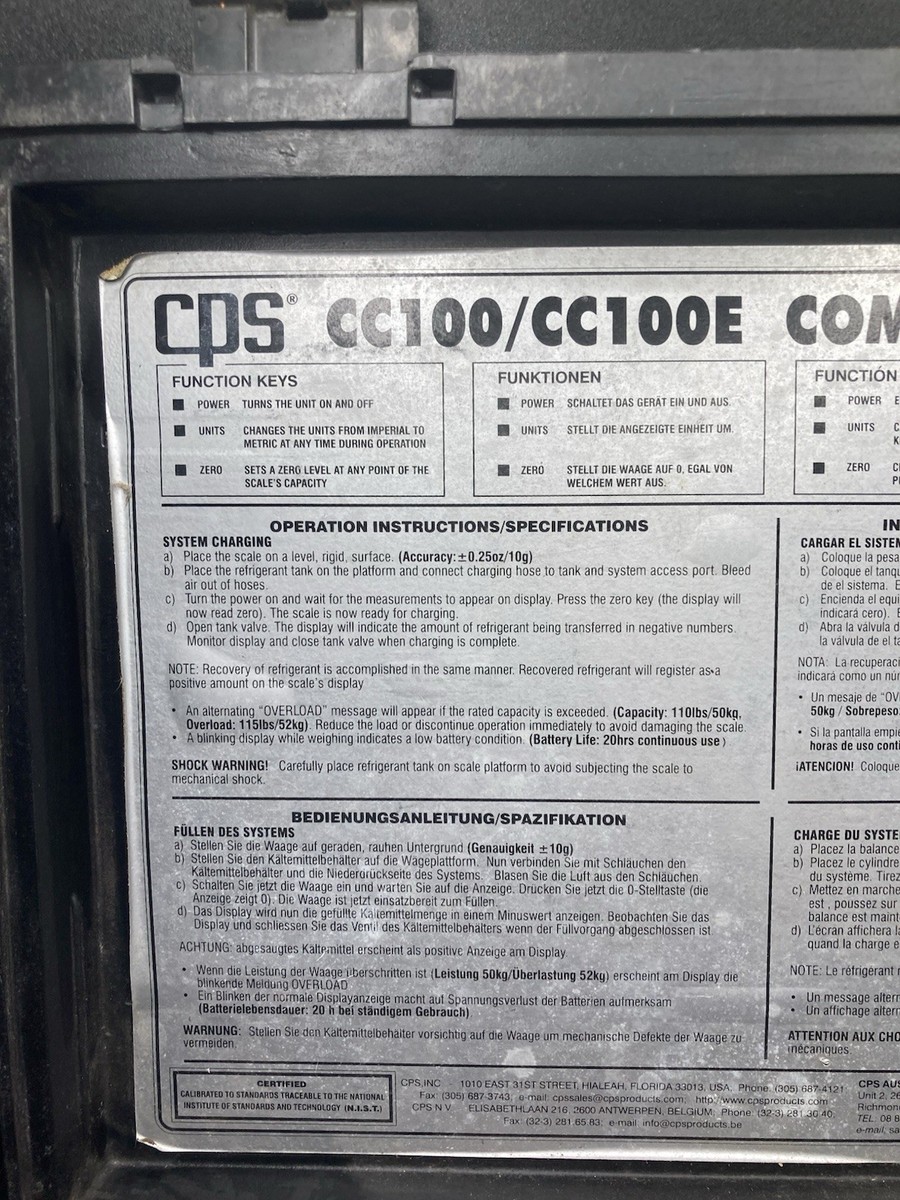 CPS® CC100/CC100E COM
FUNCTION KEYS
POWER TURNS THE UNIT ON AND OFF
UNITS CHANGES THE UNITS FROM IMPERIAL TO
METRIC AT ANY TIME DURING OPERATION
ZERO SETS A ZERO LEVEL AT ANY POINT OF THE
SCALE'S CAPACITY
FUNKTIONEN
POWER SCHALTET DAS GERÄT EIN UND AUS.
UNITS STELLT DIE ANGEZEIGTE EINHEIT UM.
ZERO STELLT DIE WAAGE AUF 0, EGAL VON
WELCHEM WERT AUS.
FUNCTIÓN
POWER E
UNITS C
K
ZERO
P
OPERATION INSTRUCTIONS/SPECIFICATIONS
SYSTEM CHARGING
a) Place the scale on a level, rigid, surface. (Accuracy:±0.25oz/10g)
b) Place the refrigerant tank on the platform and connect charging hose to tank and system access port. Bleed
air out of hoses.
c) Turn the power on and wait for the measurements to appear on display. Press the zero key (the display will
now read zero). The scale is now ready for charging.
d) Open tank valve. The display will indicate the amount of refrigerant being transferred in negative numbers.
Monitor display and close tank valve when charging is complete.
NOTE: Recovery of refrigerant is accomplished in the same manner. Recovered refrigerant will register as a
positive amount on the scale's display
• An alternating "OVERLOAD" message will appear if the rated capacity is exceeded. (Capacity: 110lbs/50kg,
Overload: 115lbs/52kg). Reduce the load or discontinue operation immediately to avoid damaging the scale.
• A blinking display while weighing indicates a low battery condition. (Battery Life: 20hrs continuous use)
SHOCK WARNING! Carefully place refrigerant tank on scale platform to avoid subjecting the scale to
mechanical shock.
IN
CARGAR EL SISTEM
a) Coloque la pesa
b) Coloque el tanq
de el sistema. E
c) Encienda el equi
indicará cero). E
d) Abra la válvula d
la válvula de el ta
NOTA: La recuperaci
indicará como un núr
• Un mesaje de "OV
50kg / Sobrepeso
• Si la pantalla empie
horas de uso conti
¡ATENCION! Coloque
BEDIENUNGSANLEITUNG/SPAZIFIKATION
FÜLLEN DES SYSTEMS
a) Stellen Sie die Waage auf geraden, rauhen Untergrund (Genauigkeit ±10g)
b) Stellen Sie den Kältemittelbehälter auf die Wägeplattform. Nun verbinden Sie mit Schläuchen den
Kältemittelbehälter und die Niederdrückseite des Systems. Blasen Sie die Luft aus den Schläuchen.
c) Schalten Sie jetzt die Waage ein und warten Sie auf die Anzeige. Drücken Sie jetzt die 0-Stelltaste (die
Anzeige zeigt 0). Die Waage ist jetzt einsatzbereit zum Füllen.
d) Das Display wird nun die gefüllte Kältemittelmenge in einem Minuswert anzeigen. Beobachten Sie das
Display und schliessen Sie das Ventil des Kältemittelbehälters wenn der Füllvorgang abgeschlossen ist
ACHTUNG: abgesaugtes Kältemittel erscheint als positive Anzeige am Display.
• Wenn die Leistung der Waage überschritten ist (Leistung 50kg/Überlastung 52kg) erscheint am Display die
blinkende Meldung OVERLOAD
• Ein Blinken der normale Displayanzeige macht auf Spannungsverlust der Batterien aufmerksam
(Batterielebensdauer: 20 h bei ständigem Gebrauch).
WARNUNG: Stellen Sie den Kältemittelbehälter vorsichtig auf die Waage um mechanische Defekte der Waage zu
vermeiden.
CHARGE DU SYSTE
a) Placez la balance
b) Placez le cylindre
du système. Tirez
c) Mettez en marche
est , poussez sur
balance est maint
d) L'écran affichera la
quand la charge e
NOTE: Le réfrigérant r
• Un message altern
• Un affichage altern
ATTENTION AUX CHO
mécaniques.
CERTIFIED
CALIBRATED TO STANDARDS TRACEABLE TO THE NATIONAL
INSTITUTE OF STANDARDS AND TECHNOLOGY (N.I.S.T.)
CPS,INC 1010 EAST 31ST STREET, HIALEAH, FLORIDA 33013, USA. Phone: (305) 687-4121
Fax: (305) 687-3743; e-mail: cpssales@cpsproducts.com; http://www.cpsproducts.com
CPS N V ELISABETHLAAN 216, 2600 ANTWERPEN, BELGIUM; Phone: (32-3) 281.30.40;
Fax: (32-3) 281.65.83; e-mail: info@cpsproducts.be
CPS AUS
Unit 2, 26
Richmon
TEL: 08 8
e-mail, sa